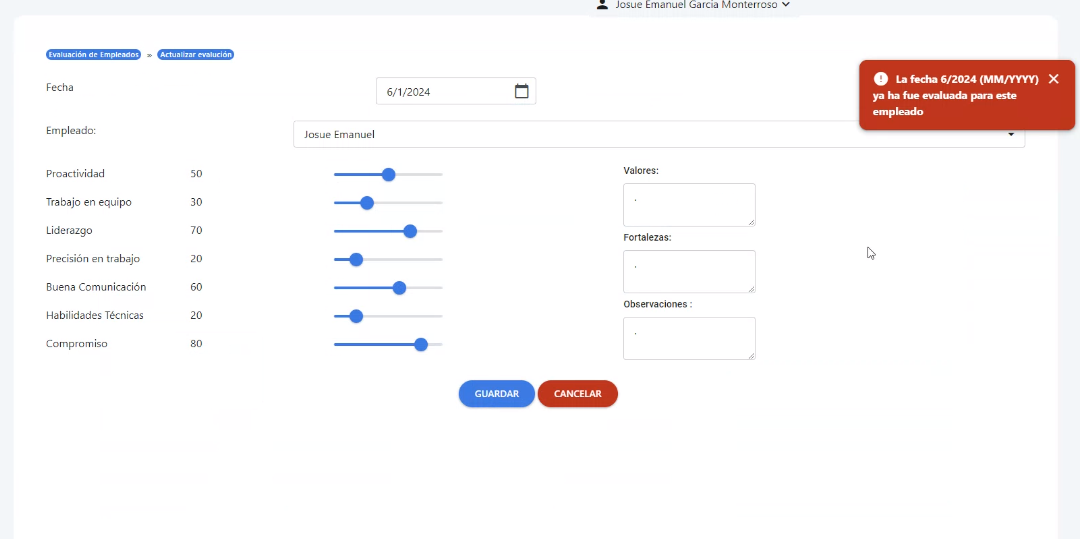 Josue Emanuel Garcia Monterroso
Evaluación de Empleados » Actualizar evalución
Fecha
6/1/2024
La fecha 6/2024 (MM/YYYY)
ya ha fue evaluada para este
empleado
Empleado:
Josue Emanuel
Proactividad 50
Trabajo en equipo 30
Liderazgo 70
Precisión en trabajo 20
Buena Comunicación 60
Habilidades Técnicas 20
Compromiso 80
Valores:
.
Fortalezas:
.
Observaciones :
.
GUARDAR
CANCELAR